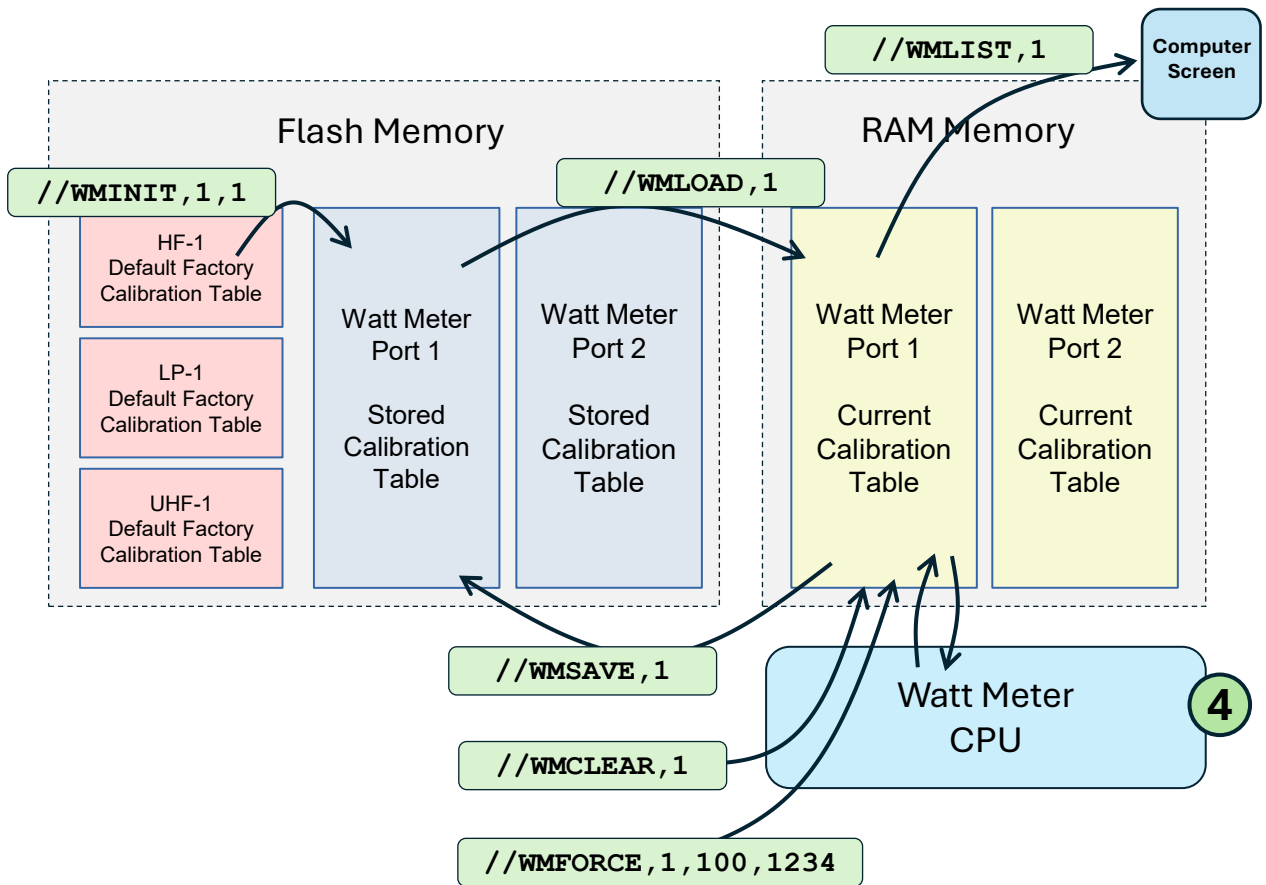 //WMLIST,1
Computer
Screen
Flash Memory
RAM Memory
//WMINIT,1,1
//WMLOAD,1
HF-1
Default Factory
Calibration Table
LP-1
Default Factory
Calibration Table
UHF-1
Default Factory
Calibration Table
Watt Meter
Port 1
Stored
Calibration
Table
Watt Meter
Port 2
Stored
Calibration
Table
Watt Meter
Port 1
Current
Calibration
Table
Watt Meter
Port 2
Current
Calibration
Table
//WMSAVE,1
Watt Meter
CPU
4
//WMCLEAR,1
//WMFORCE,1,100,1234